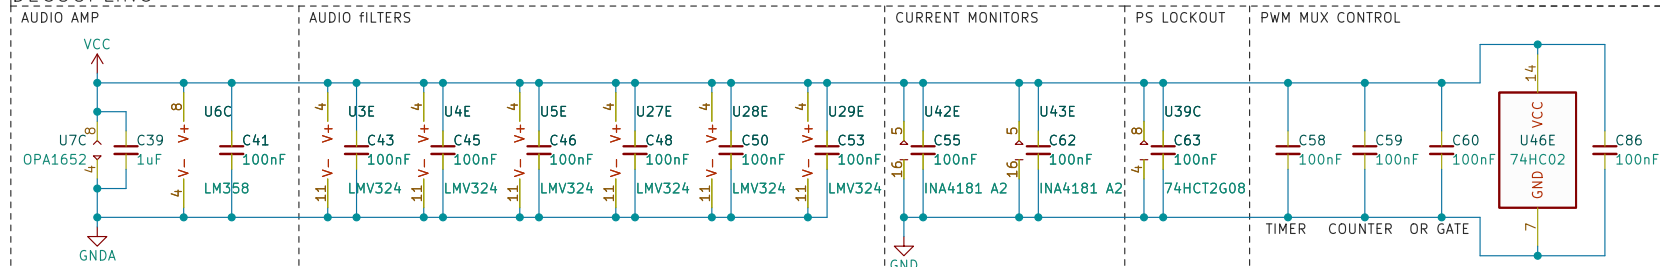 DECOUPLING
AUDIO AMP
AUDIO fILTERS
CURRENT MONITORS
PS LOCKOUT
PWM MUX CONTROL
VCC
GNDA
U7C
OPA1652
8
4
C39
1uF
8
V+
V-
4
U6C
C41
100nF
LM358
4
V+
V-
11
U3E
C43
100nF
LMV324
4
V+
V-
11
U4E
C45
100nF
LMV324
4
V+
V-
11
U5E
C46
100nF
LMV324
4
V+
V-
11
U27E
C48
100nF
LMV324
4
V+
V-
11
U28E
C50
100nF
LMV324
4
V+
V-
11
U29E
C53
100nF
LMV324
5
16
U42E
C55
100nF
INA4181 A2
GND
5
16
U43E
C62
100nF
INA4181 A2
8
4
U39C
C63
100nF
74HCT2G08
C58
100nF
TIMER
C59
100nF
COUNTER
C60
100nF
OR GATE
14
VCC
U46E
74HC02
GND
7
C86
100nF